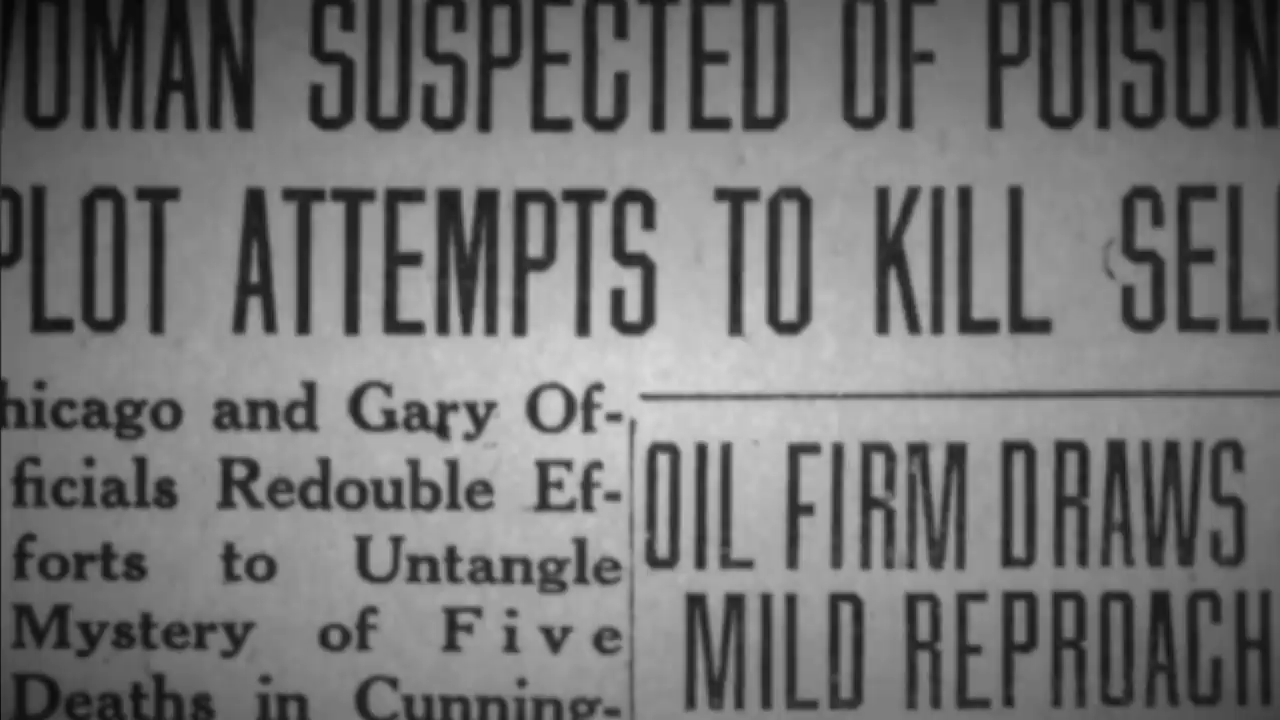 WOMAN SUSPECTED OF POISON
PLOT ATTEMPTS TO KILL SEL
hicago and Gary Of-
ficials Redouble Ef-
forts to Untangle
Mystery of Five
Deaths in Cunning-
OIL FIRM DRAWS
MILD REPROACH